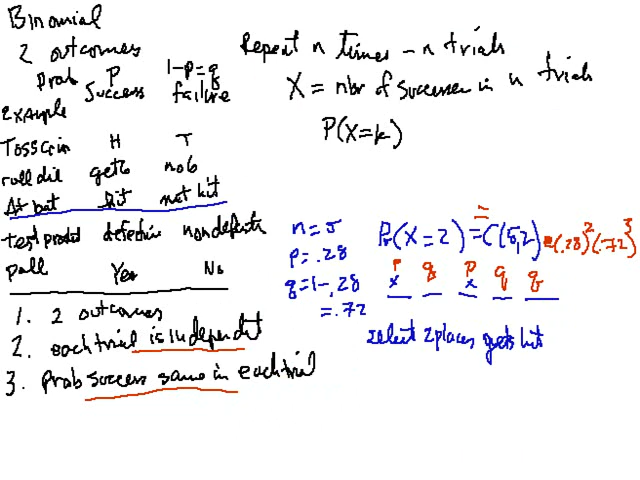 Binomial
2 outcomes
Prob P 1-p=q
Success failure
Example
Toss coin H T
roll die get 6 no 6
At bat hit not hit
test prodct defective nondefectve
poll Yes No
1. 2 outcomes
2. each trial is independent
3. Prob success same in each trial
Repeat n times - n trials
X = nbr of successes in n trials
P(X=k)
n=5
p=.28
q=1-.28
=.72
Pr(X=2) = C(5,2) (.28)² (.72)³
p q p q q
x x
select 2 places gets hit